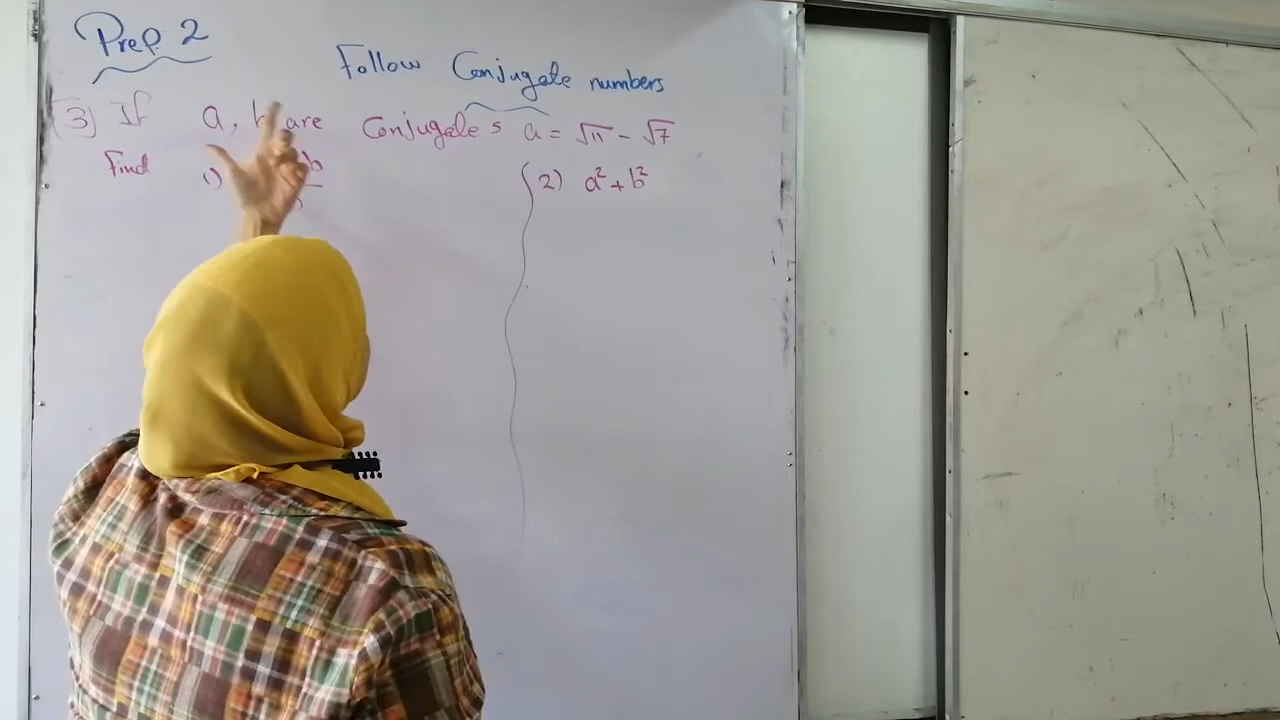 Prep 2
Follow Conjugate numbers
(3) If a, b are Conjugates a = √11 - √7
Find 1) b
2) a² + b²